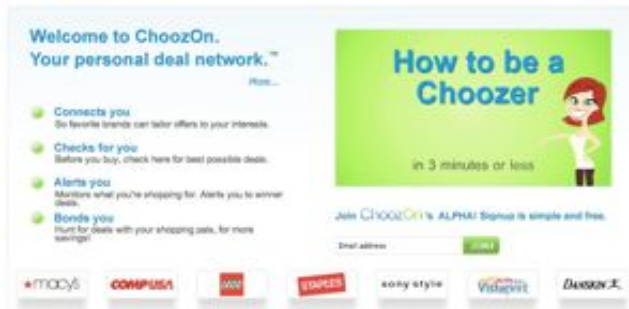 Welcome to ChoozOn.
Your personal deal network.™
More...
Connects you
So favorite brands can tailor offers to your interests.
Checks for you
Before you buy, check here for best possible deals.
Alerts you
Monitors what you're shopping for. Alerts you to winner
deals.
Bonds you
Hunt for deals with your shopping pals, for more
savings!
How to be a
Choozer
in 3 minutes or less
Join ChoozOn's ALPHA! Signup is simple and free.
Email address
macy's
COMPUSA
LEGO
STAPLES
sony style
Vistaprint
DANSKIN